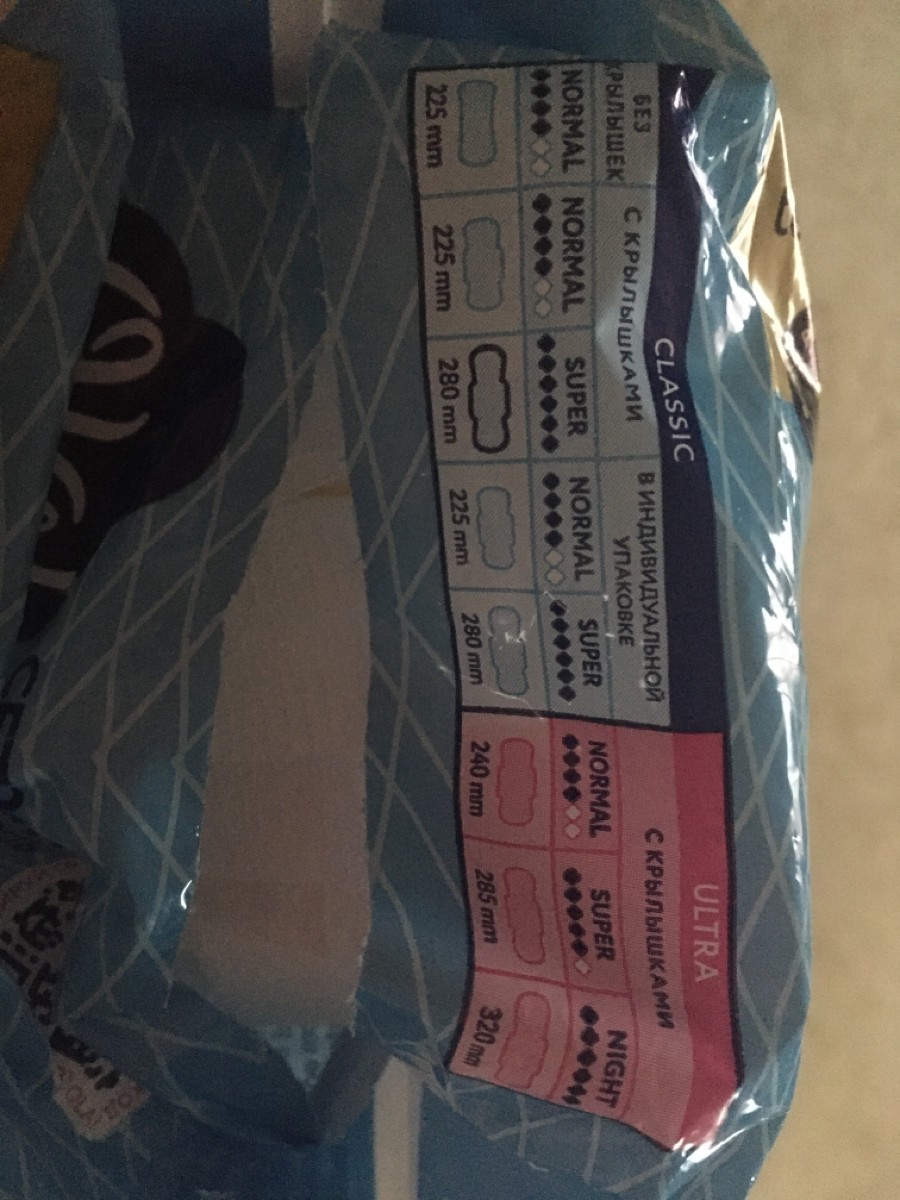 CLASSIC
ULTRA
БЕЗ
КРЫЛЫШЕК
С КРЫЛЫШКАМИ
В ИНДИВИДУАЛЬНОЙ
УПАКОВКЕ
С КРЫЛЫШКАМИ
NORMAL NORMAL SUPER NORMAL SUPER NORMAL SUPER NIGHT
225 mm 225 mm 280 mm 225 mm 280 mm 240 mm 285 mm 320 mm